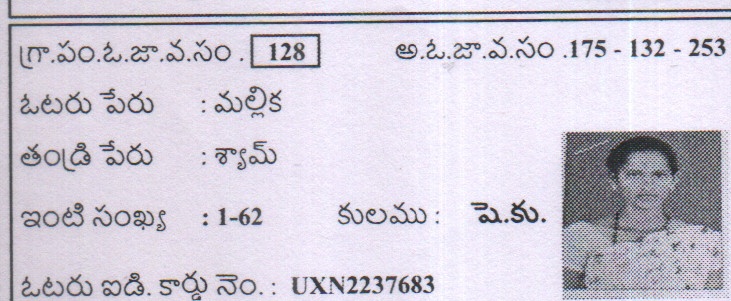 గ్రా.పం.ఓ.జా.వ.సం . 128 అ.ఓ.జా.వ.సం .175 - 132 - 253
ఓటరు పేరు : మల్లిక
తండ్రి పేరు : శ్యామ్
ఇంటి సంఖ్య : 1-62 కులము : షె.కు.
ఓటరు ఐడి. కార్డు నెం. : UXN2237683